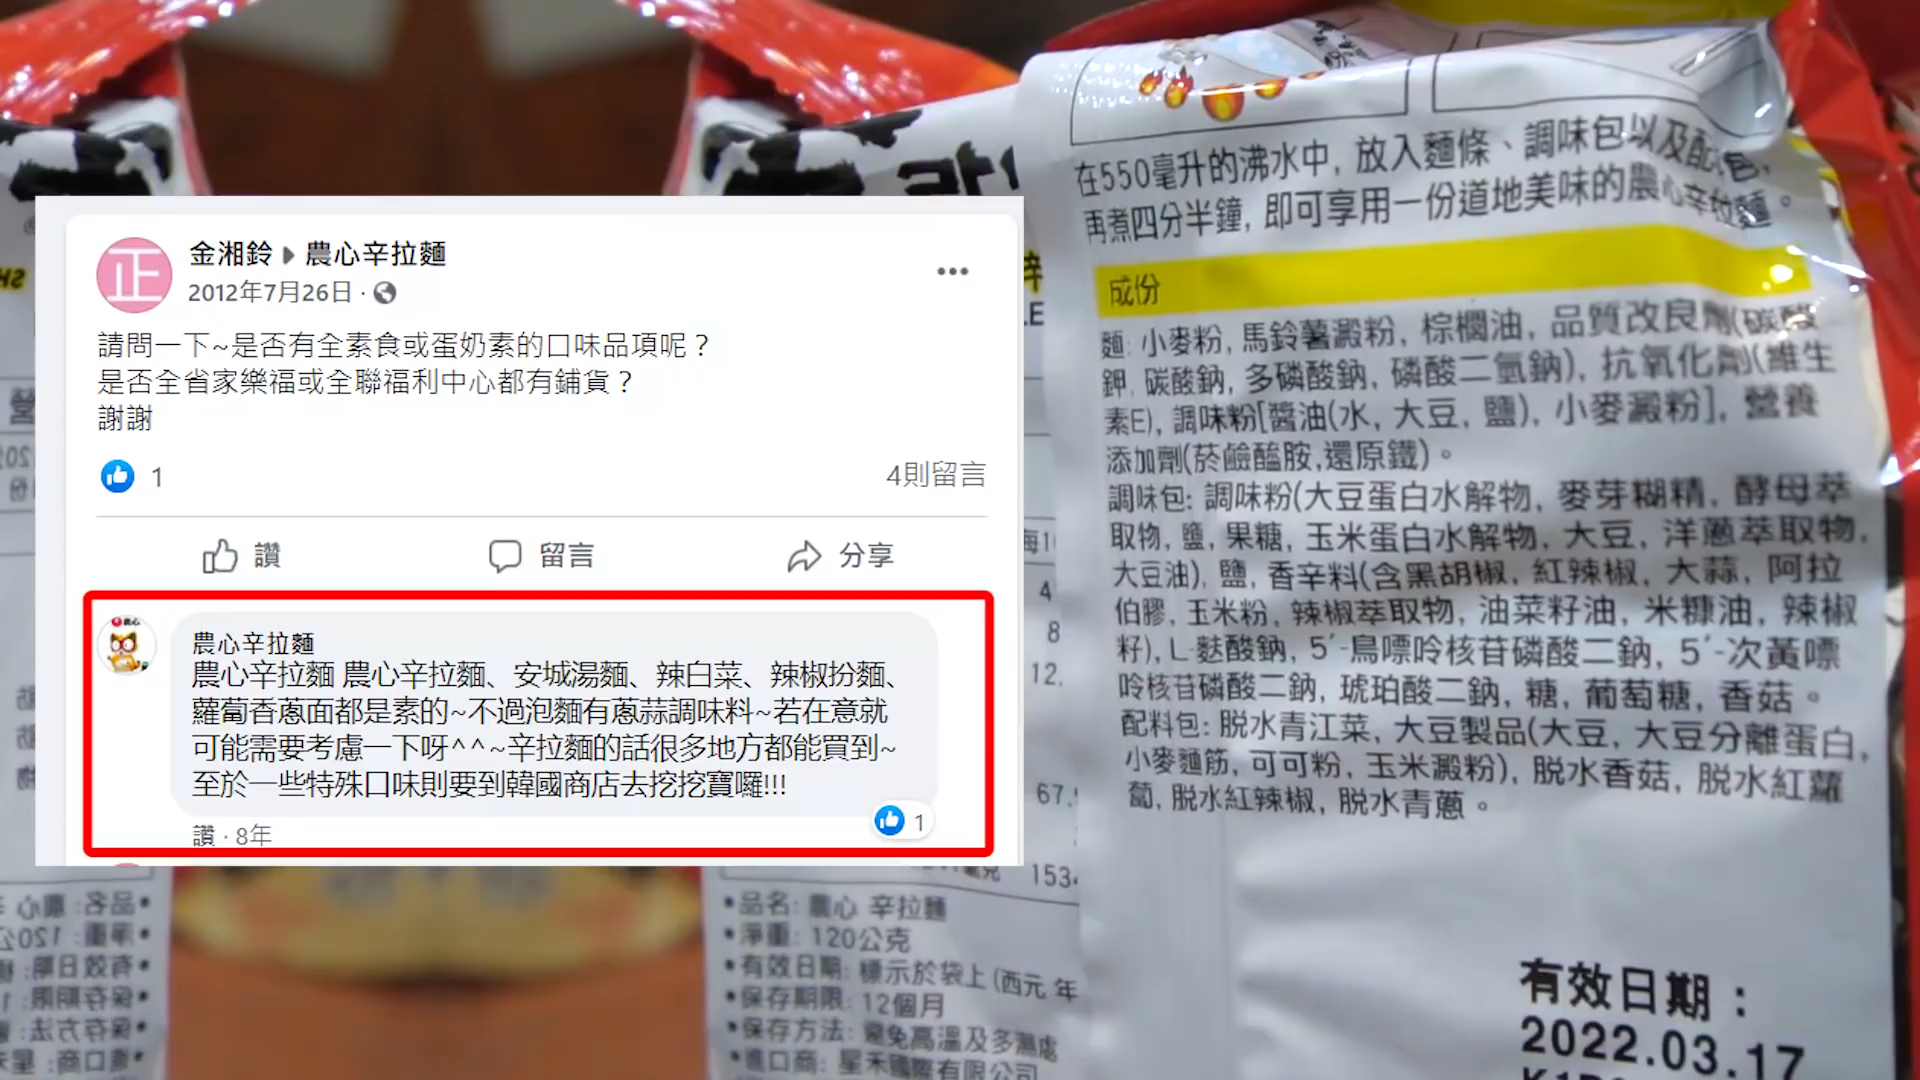 金湘鈴 ▶ 農心辛拉麵
2012年7月26日
請問一下~是否有全素食或蛋奶素的口味品項呢？
是否全省家樂福或全聯福利中心都有鋪貨？
謝謝
1
4則留言
讚
留言
分享
農心辛拉麵
農心辛拉麵 農心辛拉麵、安城湯麵、辣白菜、辣椒扮麵、
蘿蔔香蔥面都是素的~不過泡麵有蔥蒜調味料~若在意就
可能需要考慮一下呀^^~辛拉麵的話很多地方都能買到~
至於一些特殊口味則要到韓國商店去挖挖寶囉!!!
讚 · 8年
1
在550毫升的沸水中, 放入麵條、調味包以及配料包,
再煮四分半鐘, 即可享用一份道地美味的農心辛拉麵。
成份
麵: 小麥粉, 馬鈴薯澱粉, 棕櫚油, 品質改良劑(碳酸
鉀, 碳酸鈉, 多磷酸鈉, 磷酸二氫鈉), 抗氧化劑(維生
素E), 調味粉[醬油(水, 大豆, 鹽), 小麥澱粉], 營養
添加劑(菸鹼醯胺,還原鐵)。
調味包: 調味粉(大豆蛋白水解物, 麥芽糊精, 酵母萃
取物, 鹽, 果糖, 玉米蛋白水解物, 大豆, 洋蔥萃取物,
大豆油), 鹽, 香辛料(含黑胡椒, 紅辣椒, 大蒜, 阿拉
伯膠, 玉米粉, 辣椒萃取物, 油菜籽油, 米糠油, 辣椒
籽), L-麩酸鈉, 5´-鳥嘌呤核苷磷酸二鈉, 5´-次黃嘌
呤核苷磷酸二鈉, 琥珀酸二鈉, 糖, 葡萄糖, 香菇。
配料包: 脫水青江菜, 大豆製品(大豆, 大豆分離蛋白,
小麥麵筋, 可可粉, 玉米澱粉), 脫水香菇, 脫水紅蘿
蔔, 脫水紅辣椒, 脫水青蔥。
有效日期：
2022.03.17
•品名: 農心 辛拉麵
•淨重: 120公克
•有效日期: 標示於袋上 (西元 年
•保存期限: 12個月
•保存方法: 避免高溫及多濕處
•進口商: 星禾國際有限公司